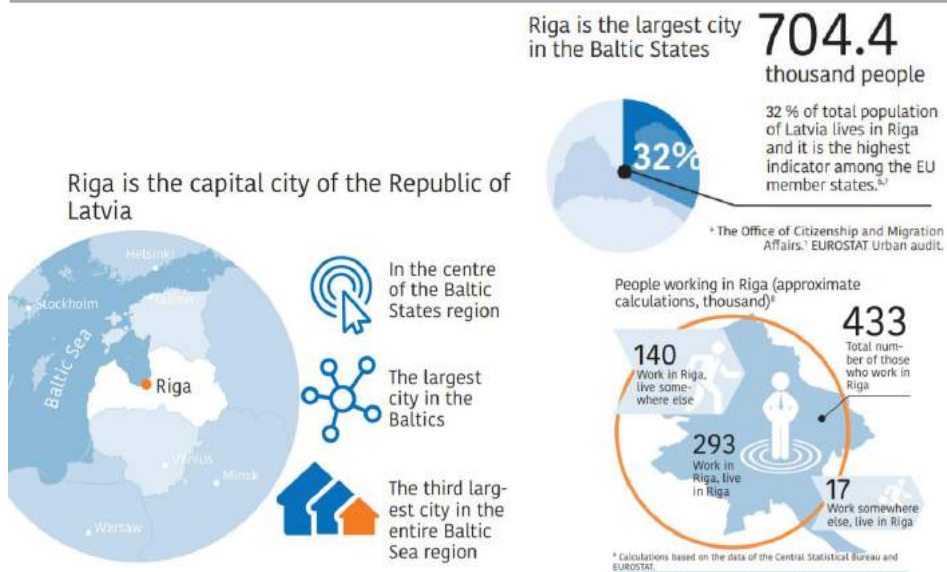 Riga is the largest city
in the Baltic States
704.4
thousand people
32 % of total population
of Latvia lives in Riga
and it is the highest
indicator among the EU
member states.⁶,⁷
32%
⁶ The Office of Citizenship and Migration
Affairs.⁷ EUROSTAT Urban audit.
Riga is the capital city of the Republic of
Latvia
Helsinki
Stockholm
Tallinn
Baltic Sea
Riga
Vilnius
Minsk
Warsaw
In the centre
of the Baltic
States region
The largest
city in the
Baltics
The third larg-
est city in the
entire Baltic
Sea region
People working in Riga (approximate
calculations, thousand)⁸
433
Total num-
ber of those
who work in
Riga
140
Work in Riga,
live some-
where else
293
Work in
Riga, live
in Riga
17
Work somewhere
else, live in Riga
⁸ Calculations based on the data of the Central Statistical Bureau and
EUROSTAT.